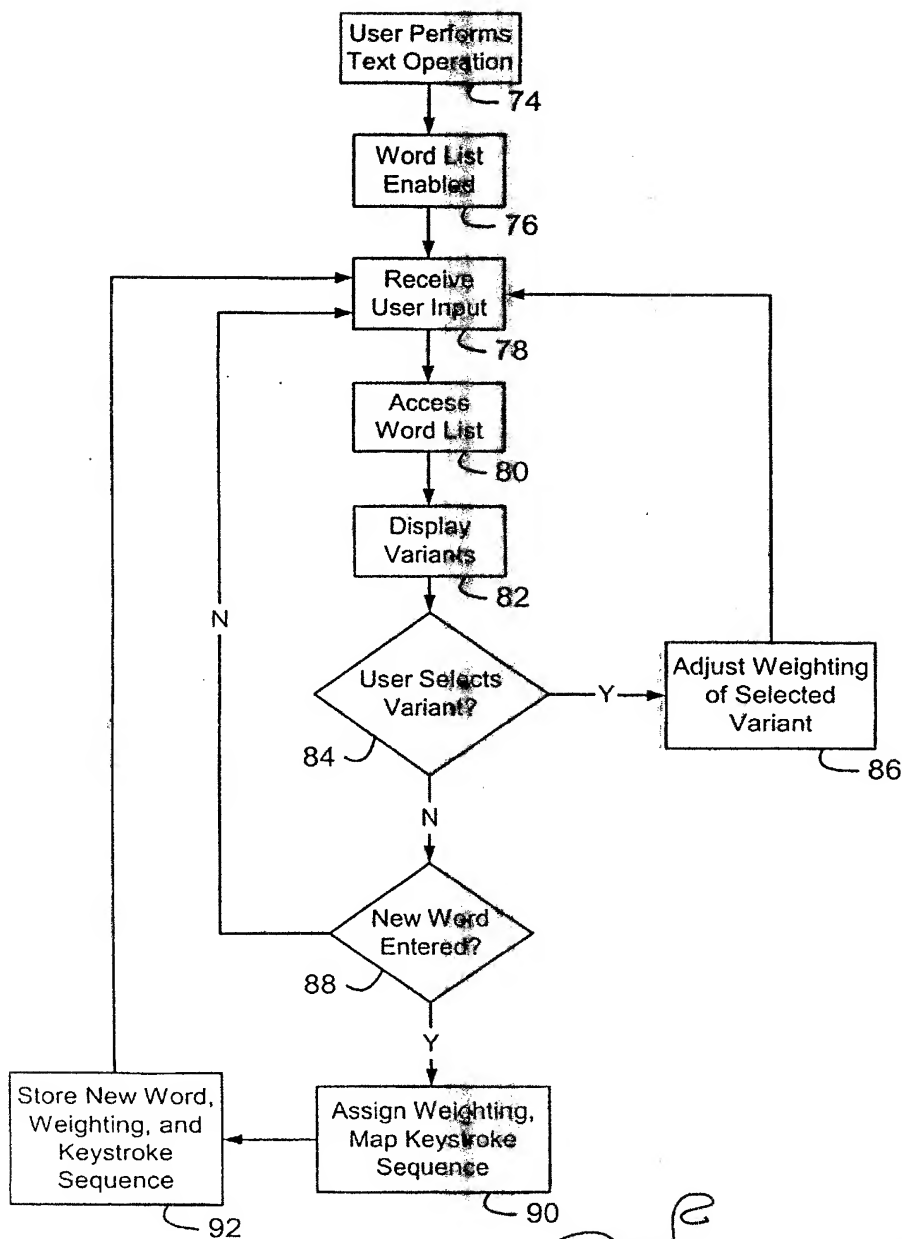 User Performs
Text Operation
74
Word List
Enabled
76
Receive
User Input
78
Access
Word List
80
Display
Variants
82
User Selects
Variant?
84
Y
Adjust Weighting
of Selected
Variant
86
N
N
New Word
Entered?
88
Y
Assign Weighting,
Map Keystroke
Sequence
90
Store New Word,
Weighting, and
Keystroke
Sequence
92